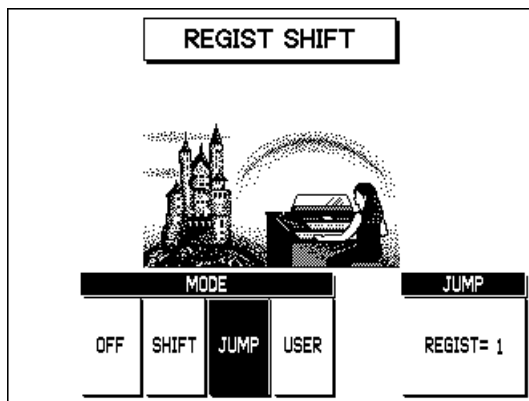 REGIST SHIFT
MODE
JUMP
OFF SHIFT JUMP USER
REGIST= 1